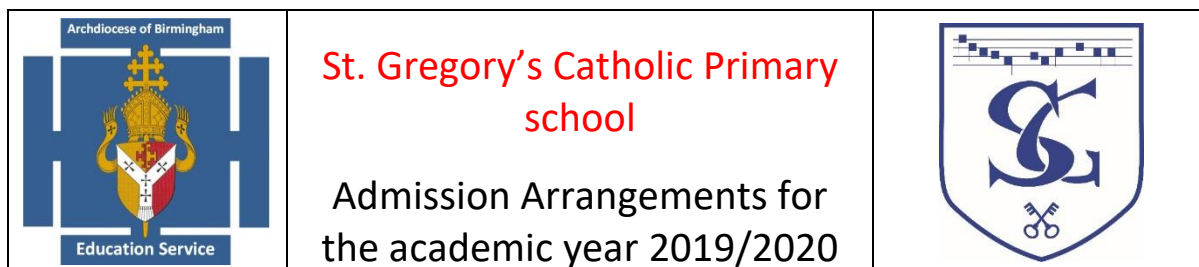 Archdiocese of Birmingham
Education Service
St. Gregory's Catholic Primary
school
Admission Arrangements for
the academic year 2019/2020